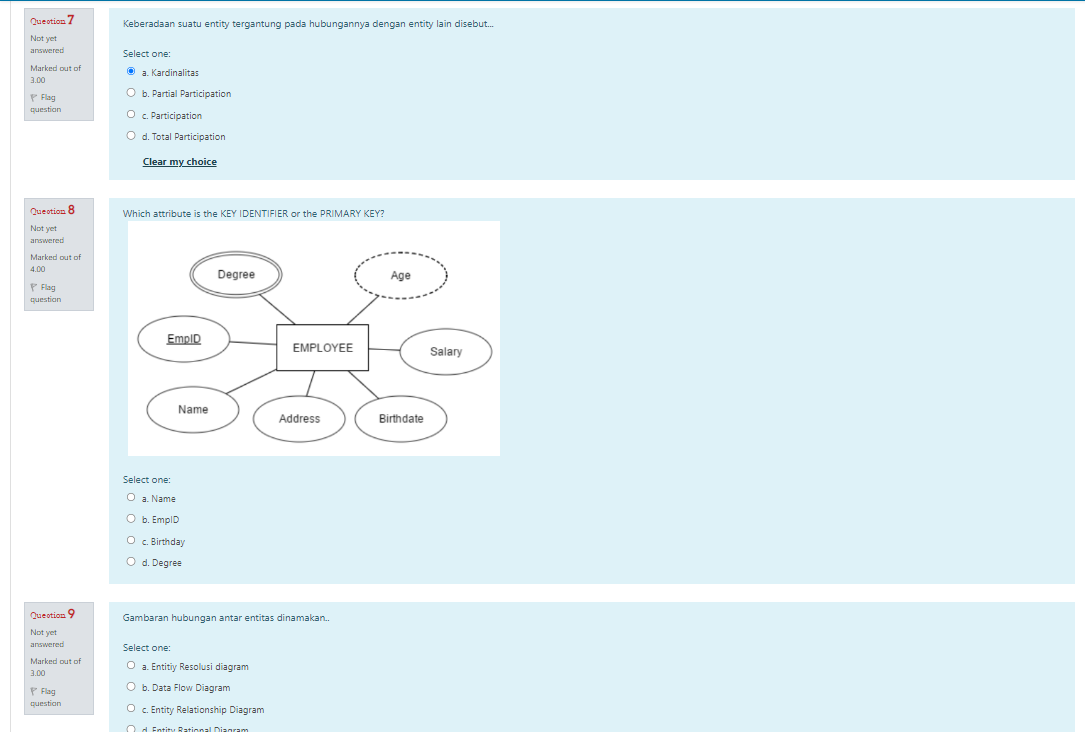 Question 7
Not yet
answered
Marked out of
3.00
Flag
question
Keberadaan suatu entity tergantung pada hubungannya dengan entity lain disebut...
Select one:
a. Kardinalitas
b. Partial Participation
c. Participation
d. Total Participation
Clear my choice
Question 8
Not yet
answered
Marked out of
4.00
Flag
question
Which attribute is the KEY IDENTIFIER or the PRIMARY KEY?
Degree
Age
EmpID
EMPLOYEE
Salary
Name
Address
Birthdate
Select one:
a. Name
b. EmpID
c. Birthday
d. Degree
Question 9
Not yet
answered
Marked out of
3.00
Flag
question
Gambaran hubungan antar entitas dinamakan..
Select one:
a. Entitiy Resolusi diagram
b. Data Flow Diagram
c. Entity Relationship Diagram
d. Entity Rational Diagram